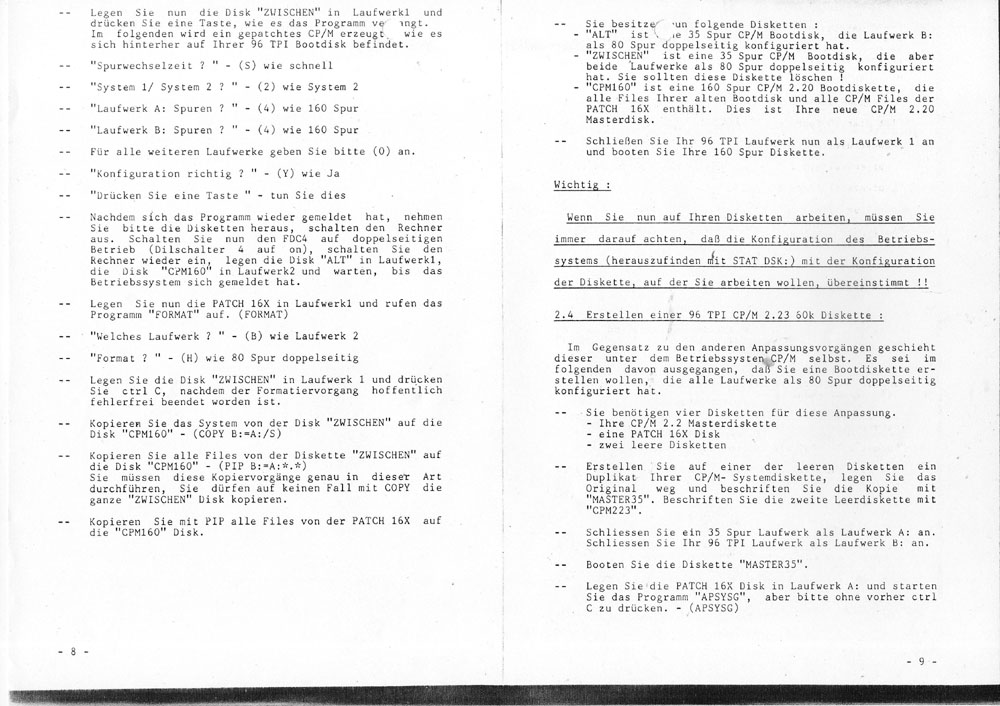 -- Legen Sie nun die Disk "ZWISCHEN" in Laufwerk1 und
drücken Sie eine Taste, wie es das Programm
Im folgenden wird ein gepatchtes CP/M erzeugt wie es
sich hinterher auf Ihrer 96 TPI Bootdisk befindet.
-- "Spurwechselzeit ? " - (S) wie schnell
-- "System 1/ System 2 ? " - (2) wie System 2
-- "Laufwerk A: Spuren ? " - (4) wie 160 Spur
-- "Laufwerk B: Spuren ? " - (4) wie 160 Spur
-- Für alle weiteren Laufwerke geben Sie bitte (0) an.
-- "Konfiguration richtig ? " - (Y) wie Ja
-- "Drücken Sie eine Taste " - tun Sie dies
-- Nachdem sich das Programm wieder gemeldet hat, nehmen
Sie bitte die Disketten heraus, schalten den Rechner
aus. Schalten Sie nun den FDC4 auf doppelseitigen
Betrieb (Dilschalter 4 auf on), schalten Sie den
Rechner wieder ein, legen die Disk "ALT" in Laufwerk1,
die Disk "CPM160" in Laufwerk2 und warten, bis das
Betriebssystem sich gemeldet hat.
-- Legen Sie nun die PATCH 16X in Laufwerk1 und rufen das
Programm "FORMAT" auf. (FORMAT)
-- "Welches Laufwerk ? " - (B) wie Laufwerk 2
-- "Format ? " - (H) wie 80 Spur doppelseitig
-- Legen Sie die Disk "ZWISCHEN" in Laufwerk 1 und drücken
Sie ctrl C, nachdem der Formatiervorgang hoffentlich
fehlerfrei beendet worden ist.
-- Kopieren Sie das System von der Disk "ZWISCHEN" auf die
Disk "CPM160" - (COPY B:=A:/S)
-- Kopieren Sie alle Files von der Diskette "ZWISCHEN" auf
die Disk "CPM160" - (PIP B:=A:*.*)
Sie müssen diese Kopiervorgänge genau in dieser Art
durchführen, Sie dürfen auf keinen Fall mit COPY die
ganze "ZWISCHEN" Disk kopieren.
-- Kopieren Sie mit PIP alle Files von der PATCH 16X auf
die "CPM160" Disk.
- 8 -
-- Sie besitzen nun folgende Disketten :
- "ALT" ist 35 Spur CP/M Bootdisk, die Laufwerk B:
als 80 Spur doppelseitig konfiguriert hat.
- "ZWISCHEN" ist eine 35 Spur CP/M Bootdisk, die aber
beide Laufwerke als 80 Spur doppelseitig konfiguriert
hat. Sie sollten diese Diskette löschen !
- "CPM160" ist eine 160 Spur CP/M 2.20 Bootdiskette, die
alle Files Ihrer alten Bootdisk und alle CP/M Files der
PATCH 16X enthält. Dies ist Ihre neue CP/M 2.20
Masterdisk.
-- Schließen Sie Ihr 96 TPI Laufwerk nun als Laufwerk 1 an
und booten Sie Ihre 160 Spur Diskette.
Wichtig :
Wenn Sie nun auf Ihren Disketten arbeiten, müssen Sie
immer darauf achten, daß die Konfiguration des Betriebs-
systems (herauszufinden mit STAT DSK:) mit der Konfiguration
der Diskette, auf der Sie arbeiten wollen, übereinstimmt !!
2.4 Erstellen einer 96 TPI CP/M 2.23 60k Diskette :
Im Gegensatz zu den anderen Anpassungsvorgängen geschieht
dieser unter dem Betriebssystem CP/M selbst. Es sei im
folgenden davon ausgegangen, daß Sie eine Bootdiskette er-
stellen wollen, die alle Laufwerke als 80 Spur doppelseitig
konfiguriert hat.
-- Sie benötigen vier Disketten für diese Anpassung.
- Ihre CP/M 2.2 Masterdiskette
- eine PATCH 16X Disk
- zwei leere Disketten
-- Erstellen Sie auf einer der leeren Disketten ein
Duplikat Ihrer CP/M- Systemdiskette, legen Sie das
Original weg und beschriften Sie die Kopie mit
"MASTER35". Beschriften Sie die zweite Leerdiskette mit
"CPM223".
-- Schliessen Sie ein 35 Spur Laufwerk als Laufwerk A: an.
Schliessen Sie Ihr 96 TPI Laufwerk als Laufwerk B: an.
-- Booten Sie die Diskette "MASTER35".
-- Legen Sie die PATCH 16X Disk in Laufwerk A: und starten
Sie das Programm "APSYSG", aber bitte ohne vorher ctrl
C zu drücken. - (APSYSG)
- 9 -